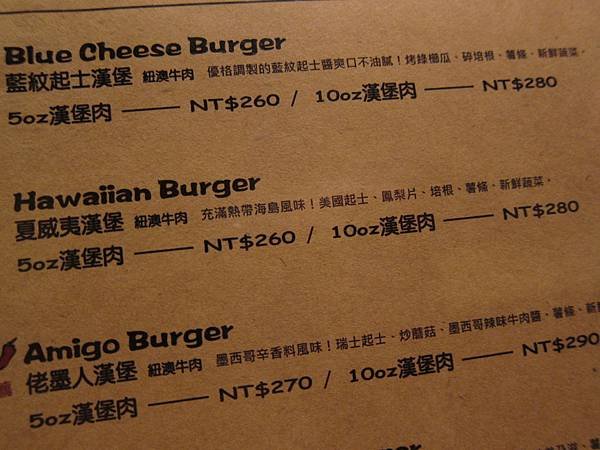 Blue Cheese Burger
藍紋起士漢堡 紐澳牛肉 優格調製的藍紋起士醬爽口不油膩！烤綠櫛瓜、碎培根、薯條、新鮮蔬菜。
5oz漢堡肉 —— NT$260 / 10oz漢堡肉 —— NT$280
Hawaiian Burger
夏威夷漢堡 紐澳牛肉 充滿熱帶海島風味！美國起士、鳳梨片、培根、薯條、新鮮蔬菜。
5oz漢堡肉 —— NT$260 / 10oz漢堡肉 —— NT$280
Amigo Burger
佬墨人漢堡 紐澳牛肉 墨西哥辛香料風味！瑞士起士、炒蘑菇、墨西哥辣味牛肉醬、薯條、新
5oz漢堡肉 —— NT$270 / 10oz漢堡肉 —— NT$290